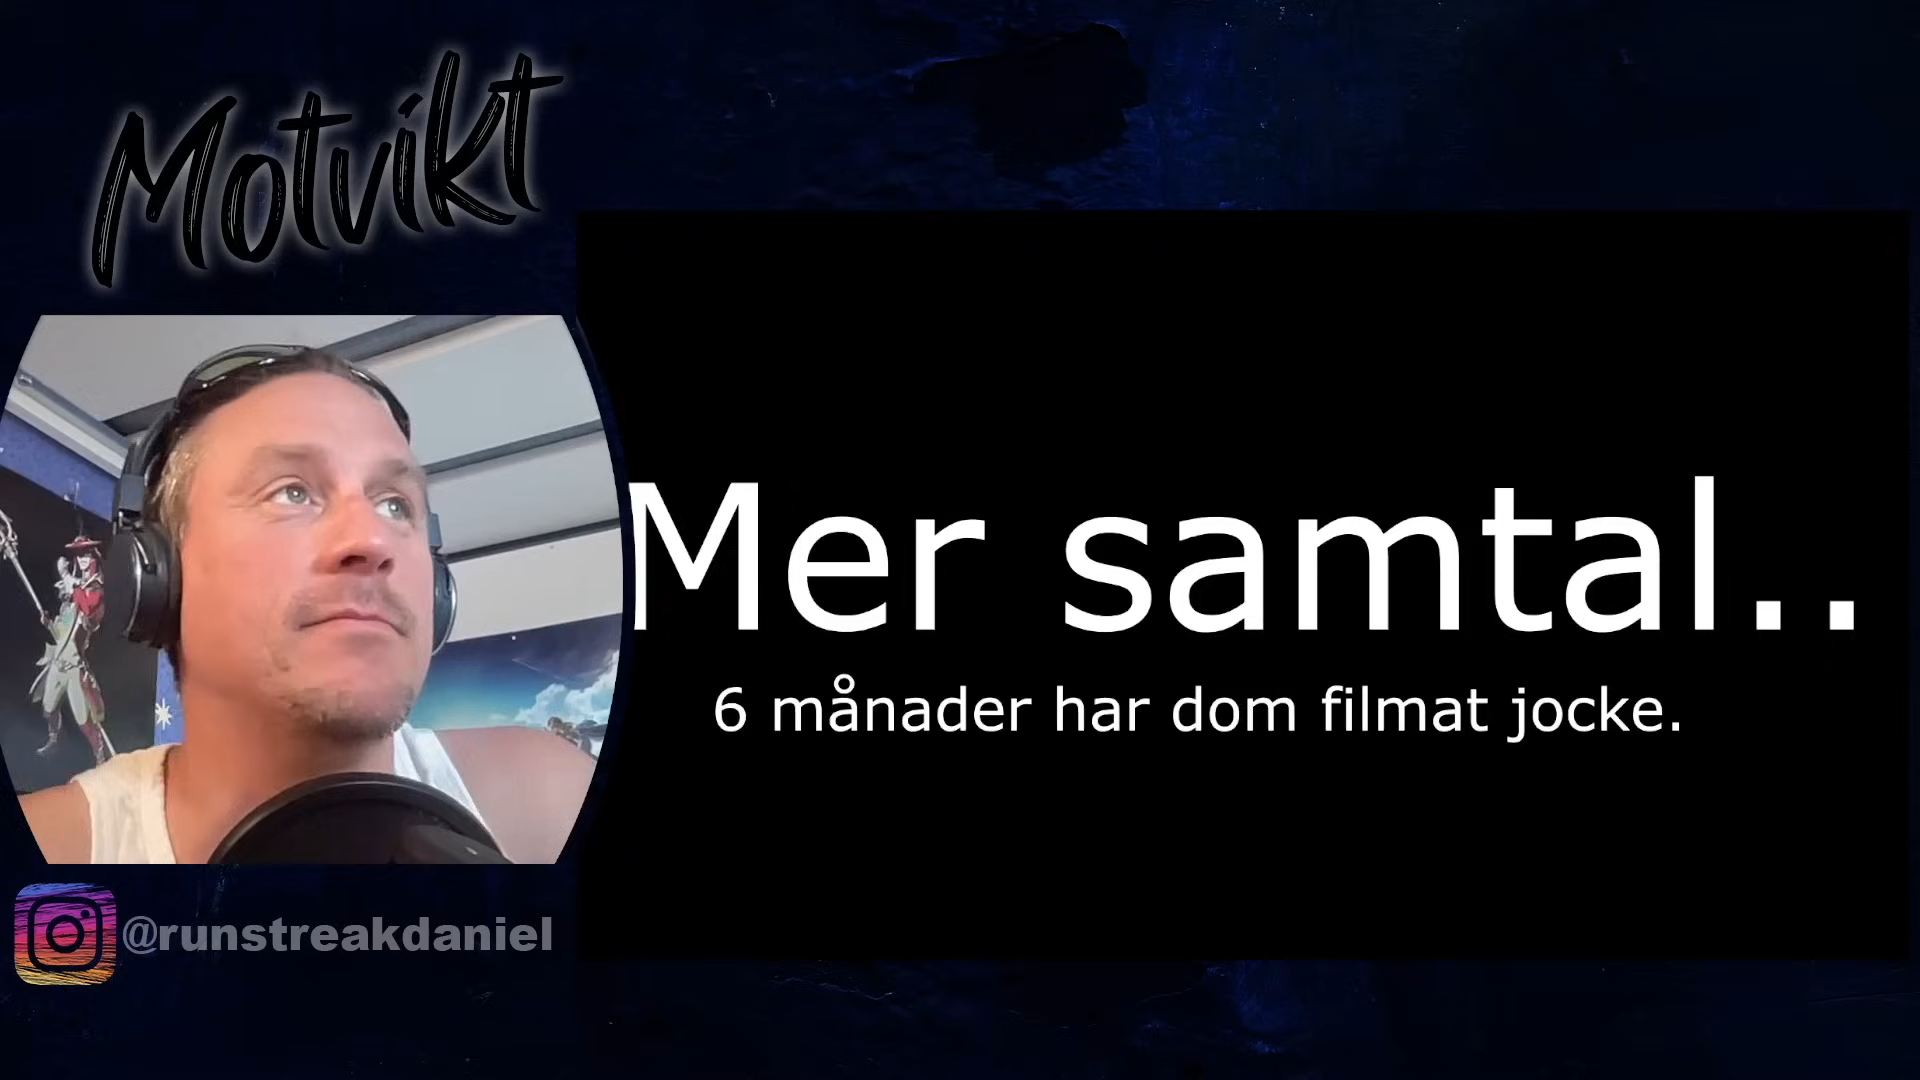 Motvikt
Mer samtal..
6 månader har dom filmat jocke.
@runstreakdaniel